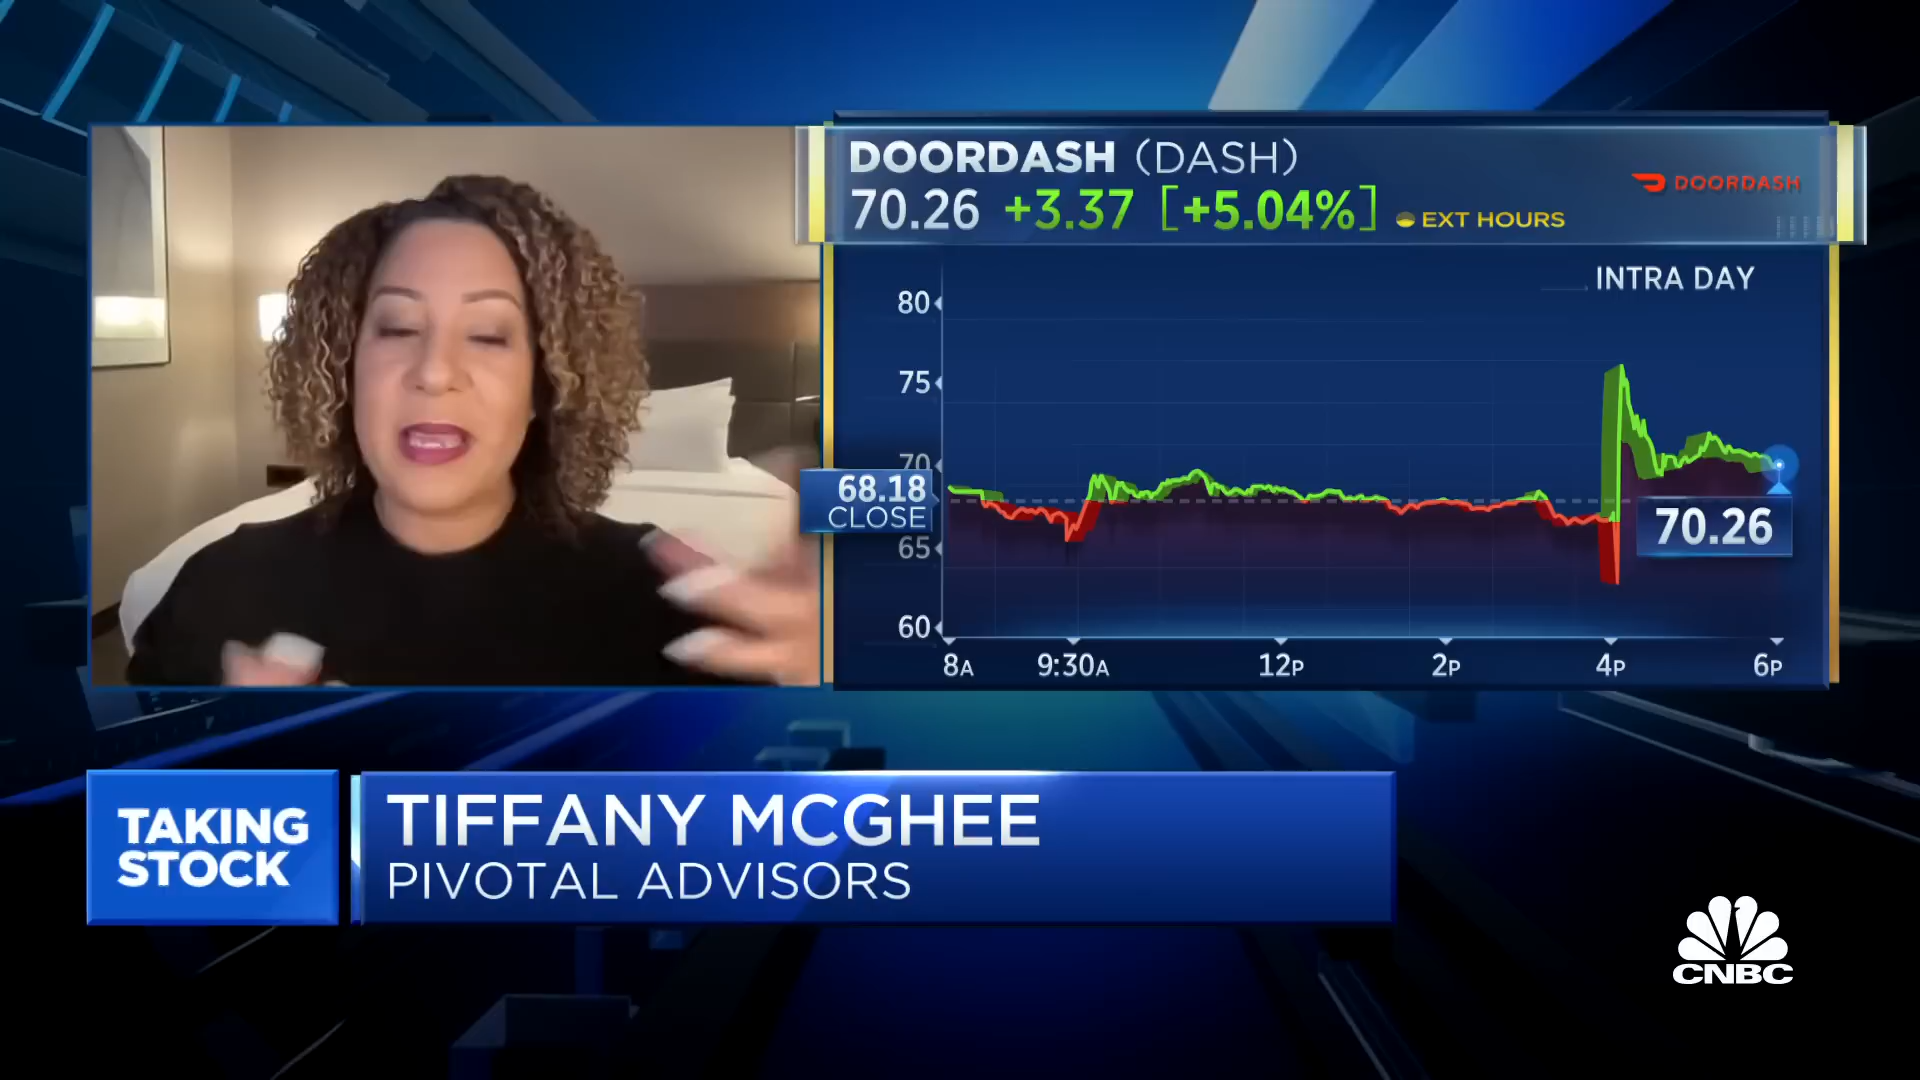 DOORDASH (DASH)
70.26 +3.37 [+5.04%] EXT HOURS
DOORDASH
INTRA DAY
80
75
70
68.18
CLOSE
65
60
70.26
8A 9:30A 12P 2P 4P 6P
TAKING
STOCK
TIFFANY MCGHEE
PIVOTAL ADVISORS
CNBC